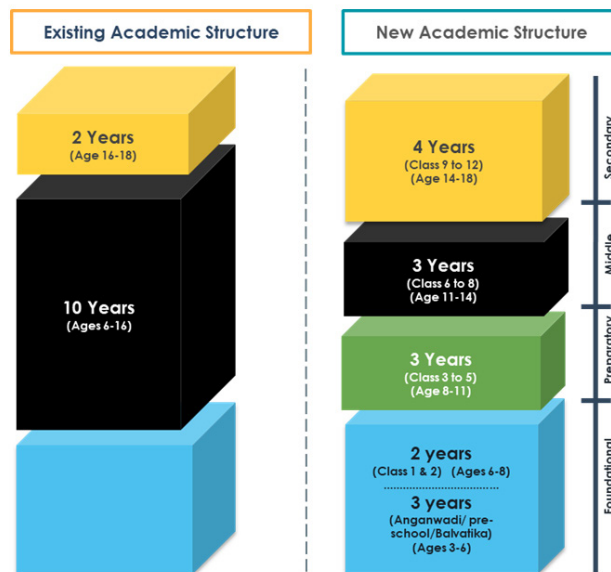 Existing Academic Structure
New Academic Structure
2 Years
(Age 16-18)
10 Years
(Ages 6-16)
4 Years
(Class 9 to 12)
(Age 14-18)
3 Years
(Class 6 to 8)
(Age 11-14)
3 Years
(Class 3 to 5)
(Age 8-11)
2 years
(Class 1 & 2) (Ages 6-8)
3 years
(Anganwadi/ pre-
school/Balvatika)
(Ages 3-6)
Secondary
Middle
Preparatory
Foundational